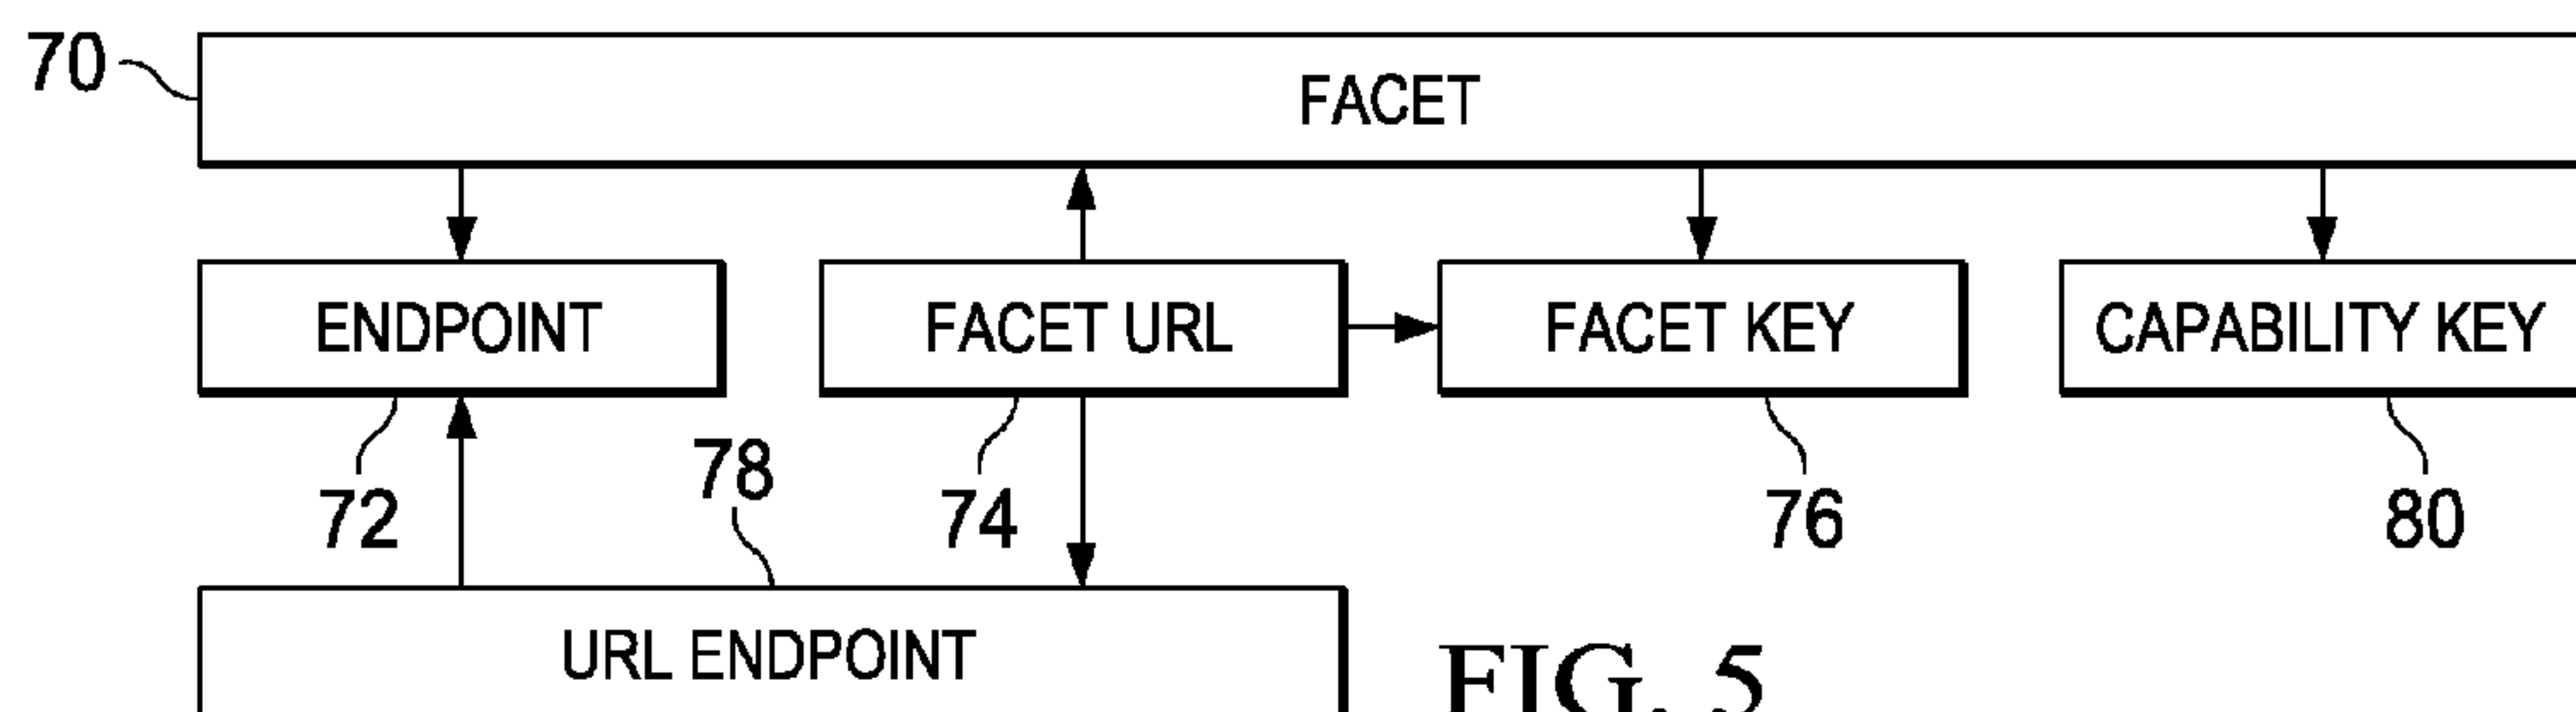 70
FACET
ENDPOINT
FACET URL
FACET KEY
CAPABILITY KEY
72
78
74
76
80
URL ENDPOINT
FIG. 5